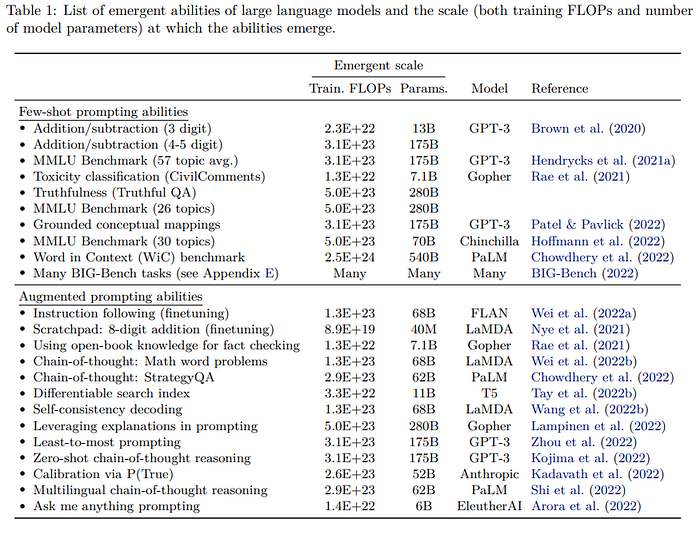 Table 1: List of emergent abilities of large language models and the scale (both training FLOPs and number
of model parameters) at which the abilities emerge.
Emergent scale
Train. FLOPs Params. Model Reference
Few-shot prompting abilities
• Addition/subtraction (3 digit) 2.3E+22 13B GPT-3 Brown et al. (2020)
• Addition/subtraction (4-5 digit) 3.1E+23 175B
• MMLU Benchmark (57 topic avg.) 3.1E+23 175B GPT-3 Hendrycks et al. (2021a)
• Toxicity classification (CivilComments) 1.3E+22 7.1B Gopher Rae et al. (2021)
• Truthfulness (Truthful QA) 5.0E+23 280B
• MMLU Benchmark (26 topics) 5.0E+23 280B
• Grounded conceptual mappings 3.1E+23 175B GPT-3 Patel & Pavlick (2022)
• MMLU Benchmark (30 topics) 5.0E+23 70B Chinchilla Hoffmann et al. (2022)
• Word in Context (WiC) benchmark 2.5E+24 540B PaLM Chowdhery et al. (2022)
• Many BIG-Bench tasks (see Appendix E) Many Many Many BIG-Bench (2022)
Augmented prompting abilities
• Instruction following (finetuning) 1.3E+23 68B FLAN Wei et al. (2022a)
• Scratchpad: 8-digit addition (finetuning) 8.9E+19 40M LaMDA Nye et al. (2021)
• Using open-book knowledge for fact checking 1.3E+22 7.1B Gopher Rae et al. (2021)
• Chain-of-thought: Math word problems 1.3E+23 68B LaMDA Wei et al. (2022b)
• Chain-of-thought: StrategyQA 2.9E+23 62B PaLM Chowdhery et al. (2022)
• Differentiable search index 3.3E+22 11B T5 Tay et al. (2022b)
• Self-consistency decoding 1.3E+23 68B LaMDA Wang et al. (2022b)
• Leveraging explanations in prompting 5.0E+23 280B Gopher Lampinen et al. (2022)
• Least-to-most prompting 3.1E+23 175B GPT-3 Zhou et al. (2022)
• Zero-shot chain-of-thought reasoning 3.1E+23 175B GPT-3 Kojima et al. (2022)
• Calibration via P(True) 2.6E+23 52B Anthropic Kadavath et al. (2022)
• Multilingual chain-of-thought reasoning 2.9E+23 62B PaLM Shi et al. (2022)
• Ask me anything prompting 1.4E+22 6B EleutherAI Arora et al. (2022)